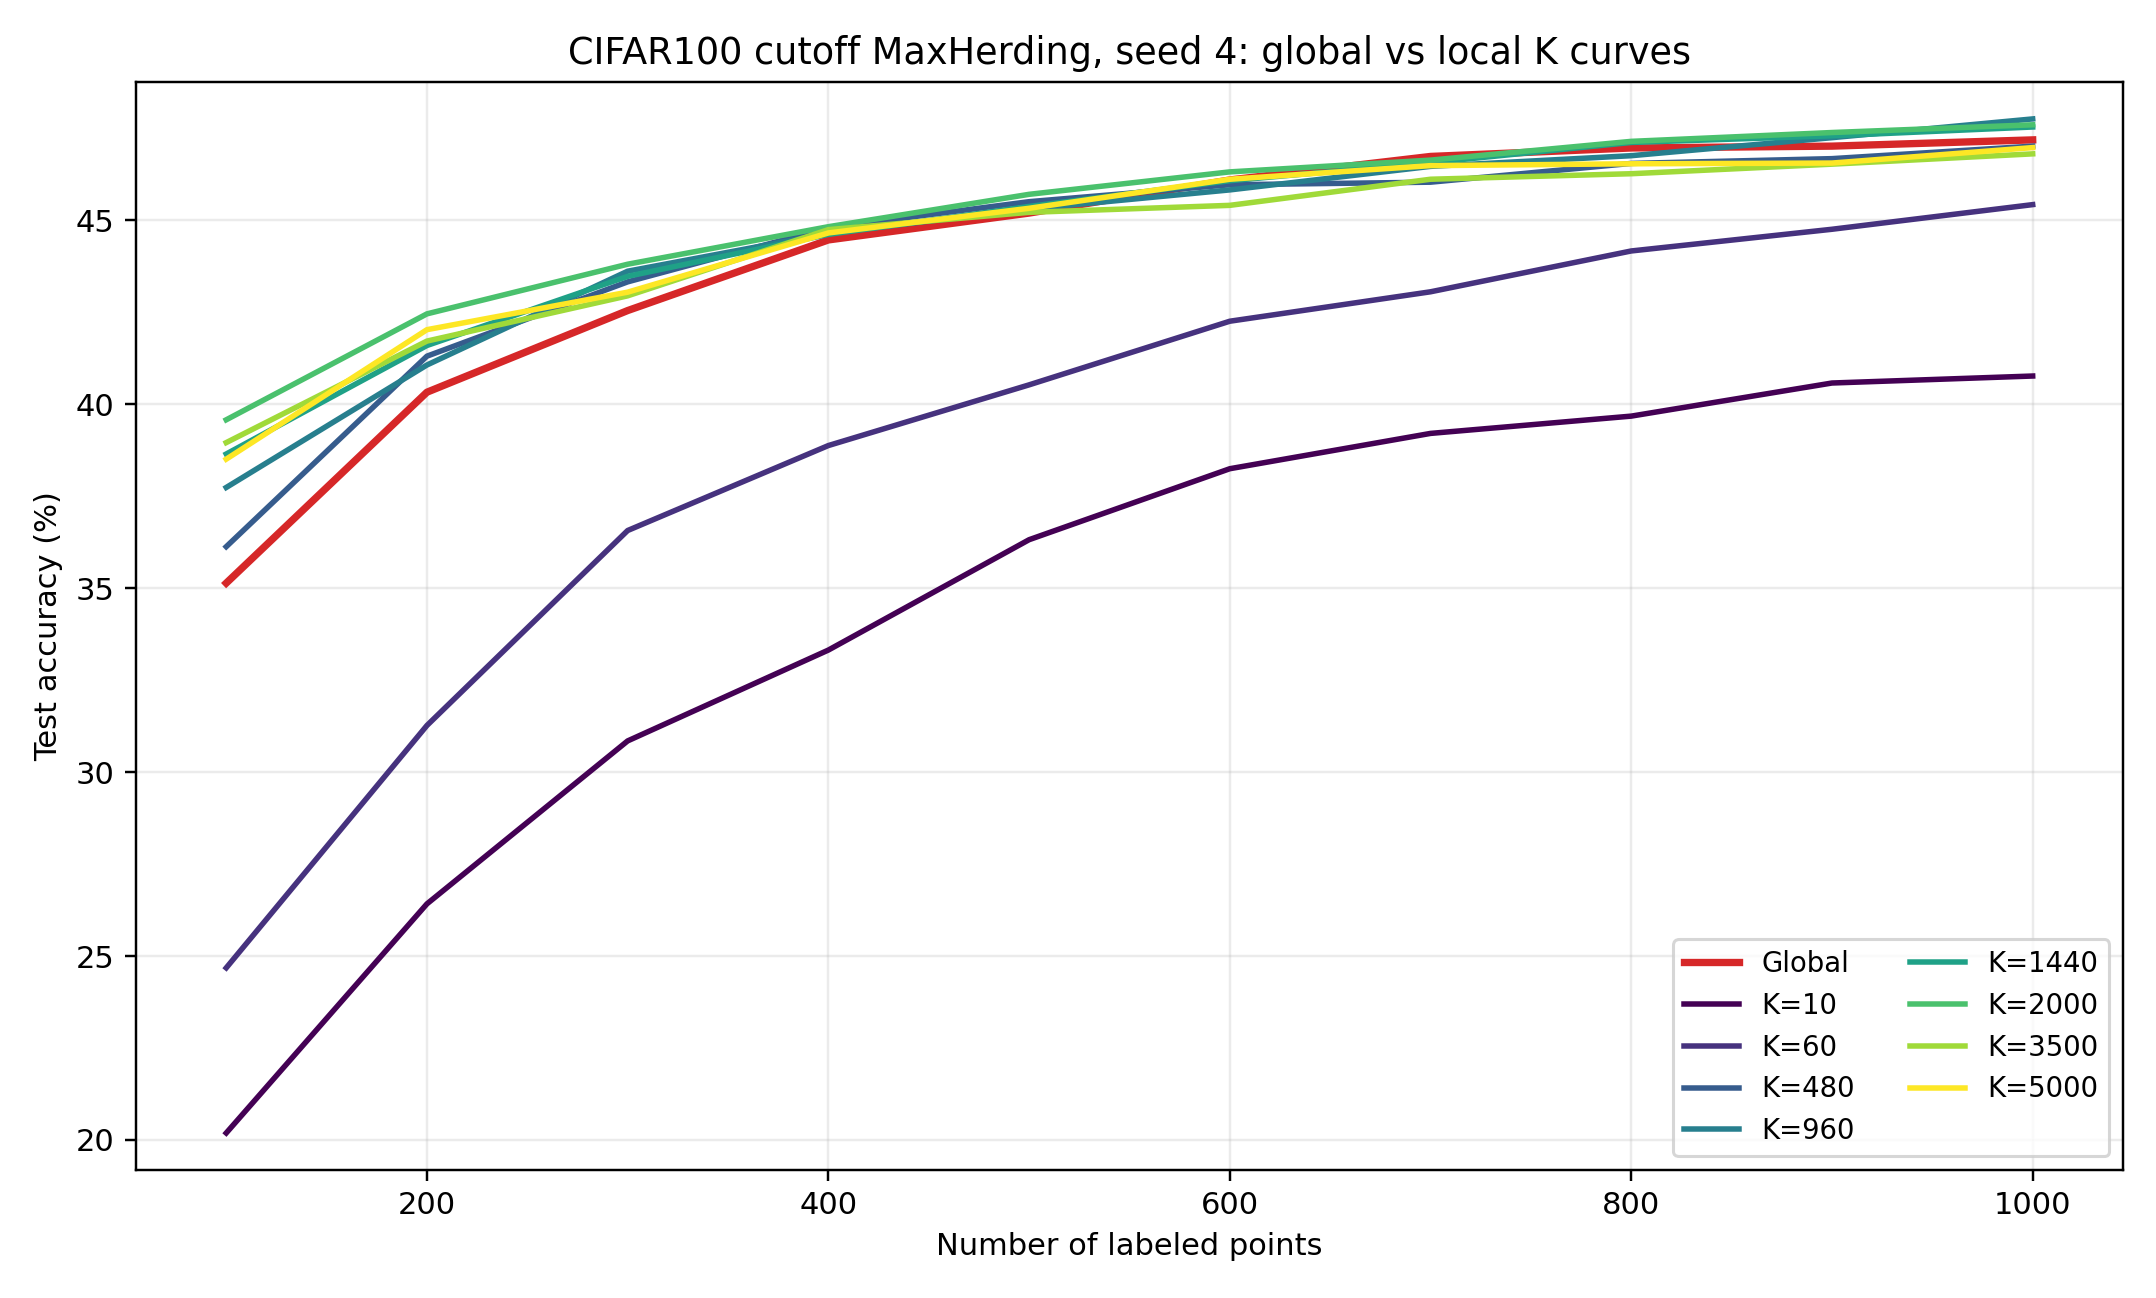 CIFAR100 cutoff MaxHerding, seed 4: global vs local K curves
Test accuracy (%)
45
40
35
30
25
20
200 400 600 800 1000
Number of labeled points
Global
K=10
K=60
K=480
K=960
K=1440
K=2000
K=3500
K=5000